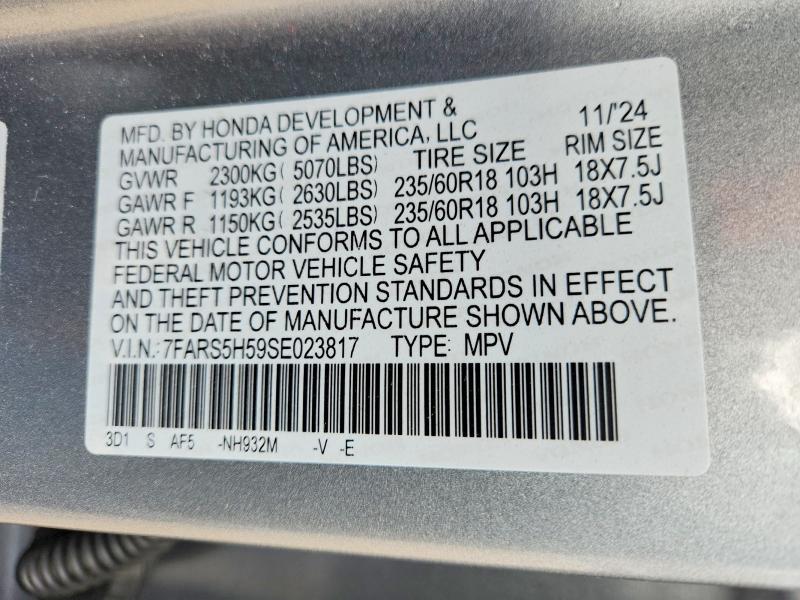 MFD. BY HONDA DEVELOPMENT & 11/'24
MANUFACTURING OF AMERICA, LLC
TIRE SIZE RIM SIZE
GVWR 2300KG( 5070LBS)
GAWR F 1193KG( 2630LBS) 235/60R18 103H 18X7.5J
GAWR R 1150KG( 2535LBS) 235/60R18 103H 18X7.5J
THIS VEHICLE CONFORMS TO ALL APPLICABLE
FEDERAL MOTOR VEHICLE SAFETY
AND THEFT PREVENTION STANDARDS IN EFFECT
ON THE DATE OF MANUFACTURE SHOWN ABOVE.
V.I.N.: 7FARS5H59SE023817 TYPE: MPV
3D1 S AF5 -NH932M -V -E